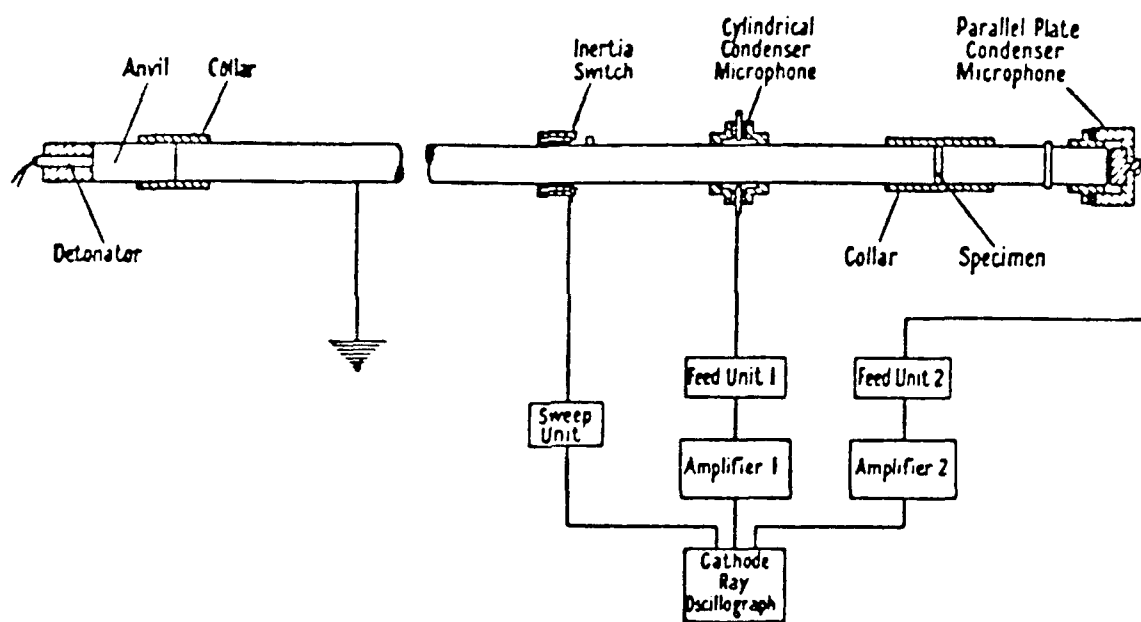 Anvil
Collar
Inertia
Switch
Cylindrical
Condenser
Microphone
Parallel Plate
Condenser
Microphone
Detonator
Collar
Specimen
Feed Unit 1
Feed Unit 2
Sweep
Unit
Amplifier 1
Amplifier 2
Cathode
Ray
Oscillograph